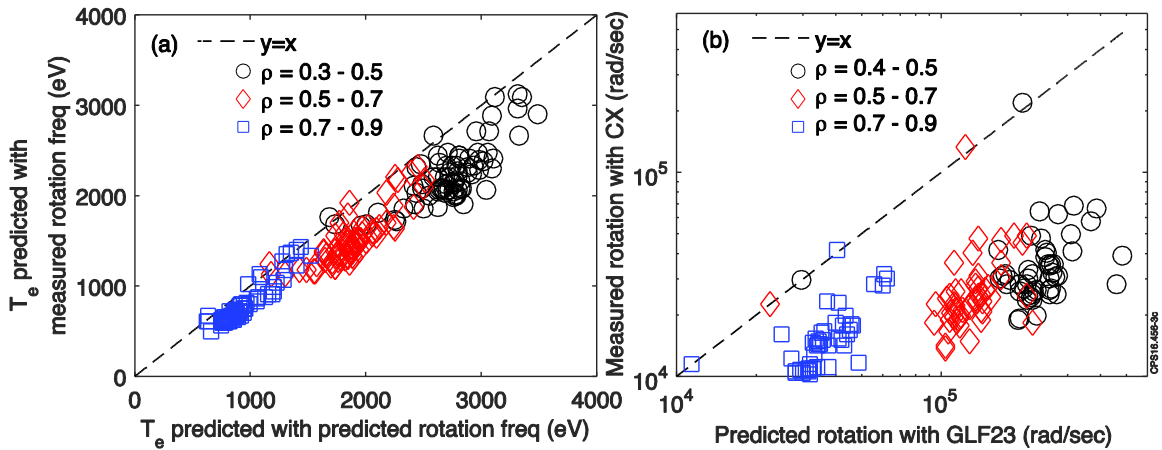 (a)
y=x
ρ = 0.3 - 0.5
ρ = 0.5 - 0.7
ρ = 0.7 - 0.9
4000
3000
2000
1000
0
0
1000
2000
3000
4000
Te predicted with
measured rotation freq (eV)
Te predicted with predicted rotation freq (eV)
(b)
y=x
ρ = 0.4 - 0.5
ρ = 0.5 - 0.7
ρ = 0.7 - 0.9
10^5
10^4
10^4
10^5
Measured rotation with CX (rad/sec)
Predicted rotation with GLF23 (rad/sec)
CPS16.456-3c